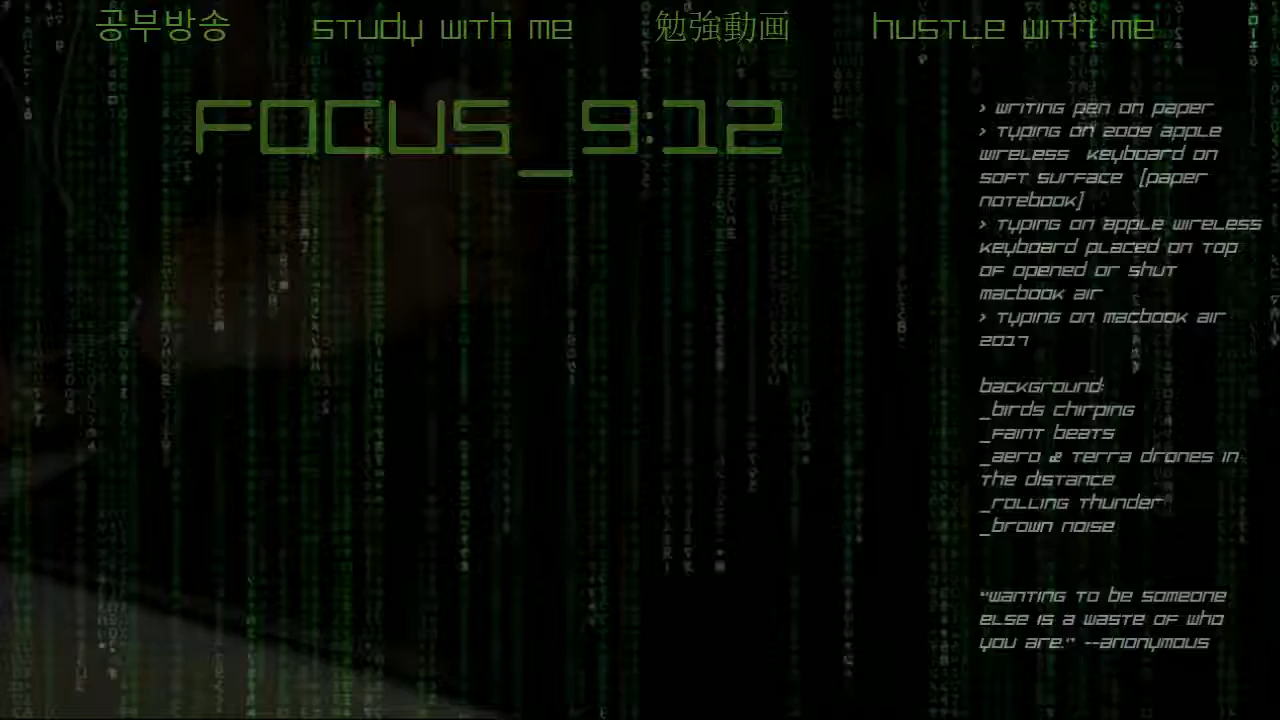 공부방송 study with me 勉強動画 hustle with me
FOCUS_9:12
> writing pen on paper
> typing on 2009 apple
wireless keyboard on
soft surface [paper
notebook]
> typing on apple wireless
keyboard placed on top
of opened or shut
macbook air
> typing on macbook air
2017
background:
_birds chirping
_faint beats
_aero & terra drones in
the distance
_rolling thunder
_brown noise
"wanting to be someone
else is a waste of who
you are." --anonymous